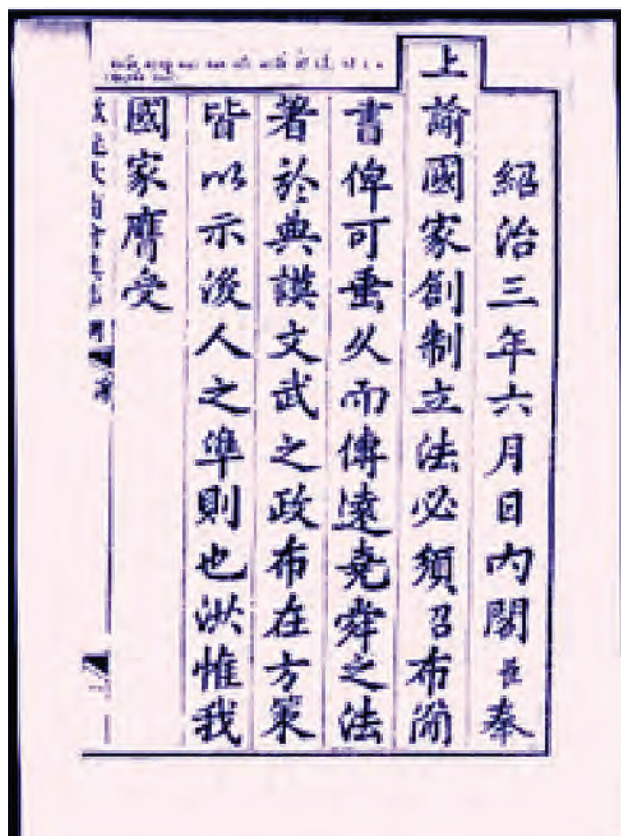 紹治三年六月日内閣臣奉
上諭國家創制立法必須召布簡
書俾可垂久而傳遠堯舜之法
著於典謨文武之政布在方策
皆以示後人之準則也洪惟我
國家膺受